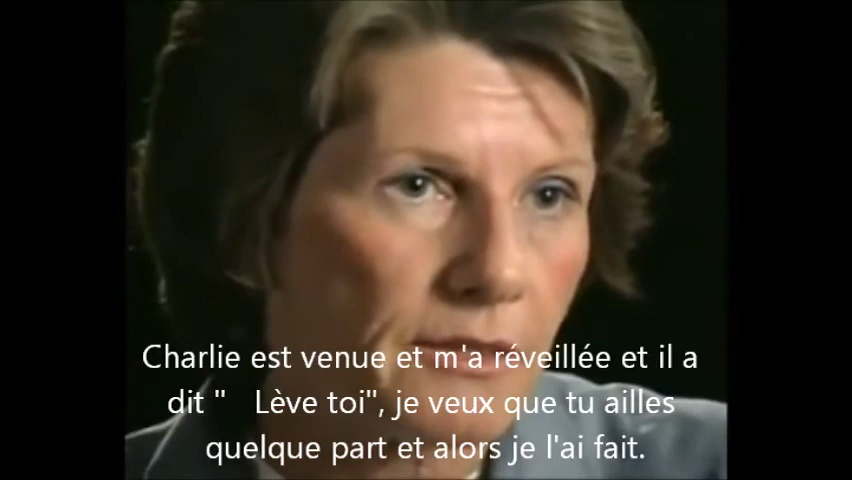 Charlie est venue et m'a réveillée et il a
dit "   Lève toi", je veux que tu ailles
quelque part et alors je l'ai fait.